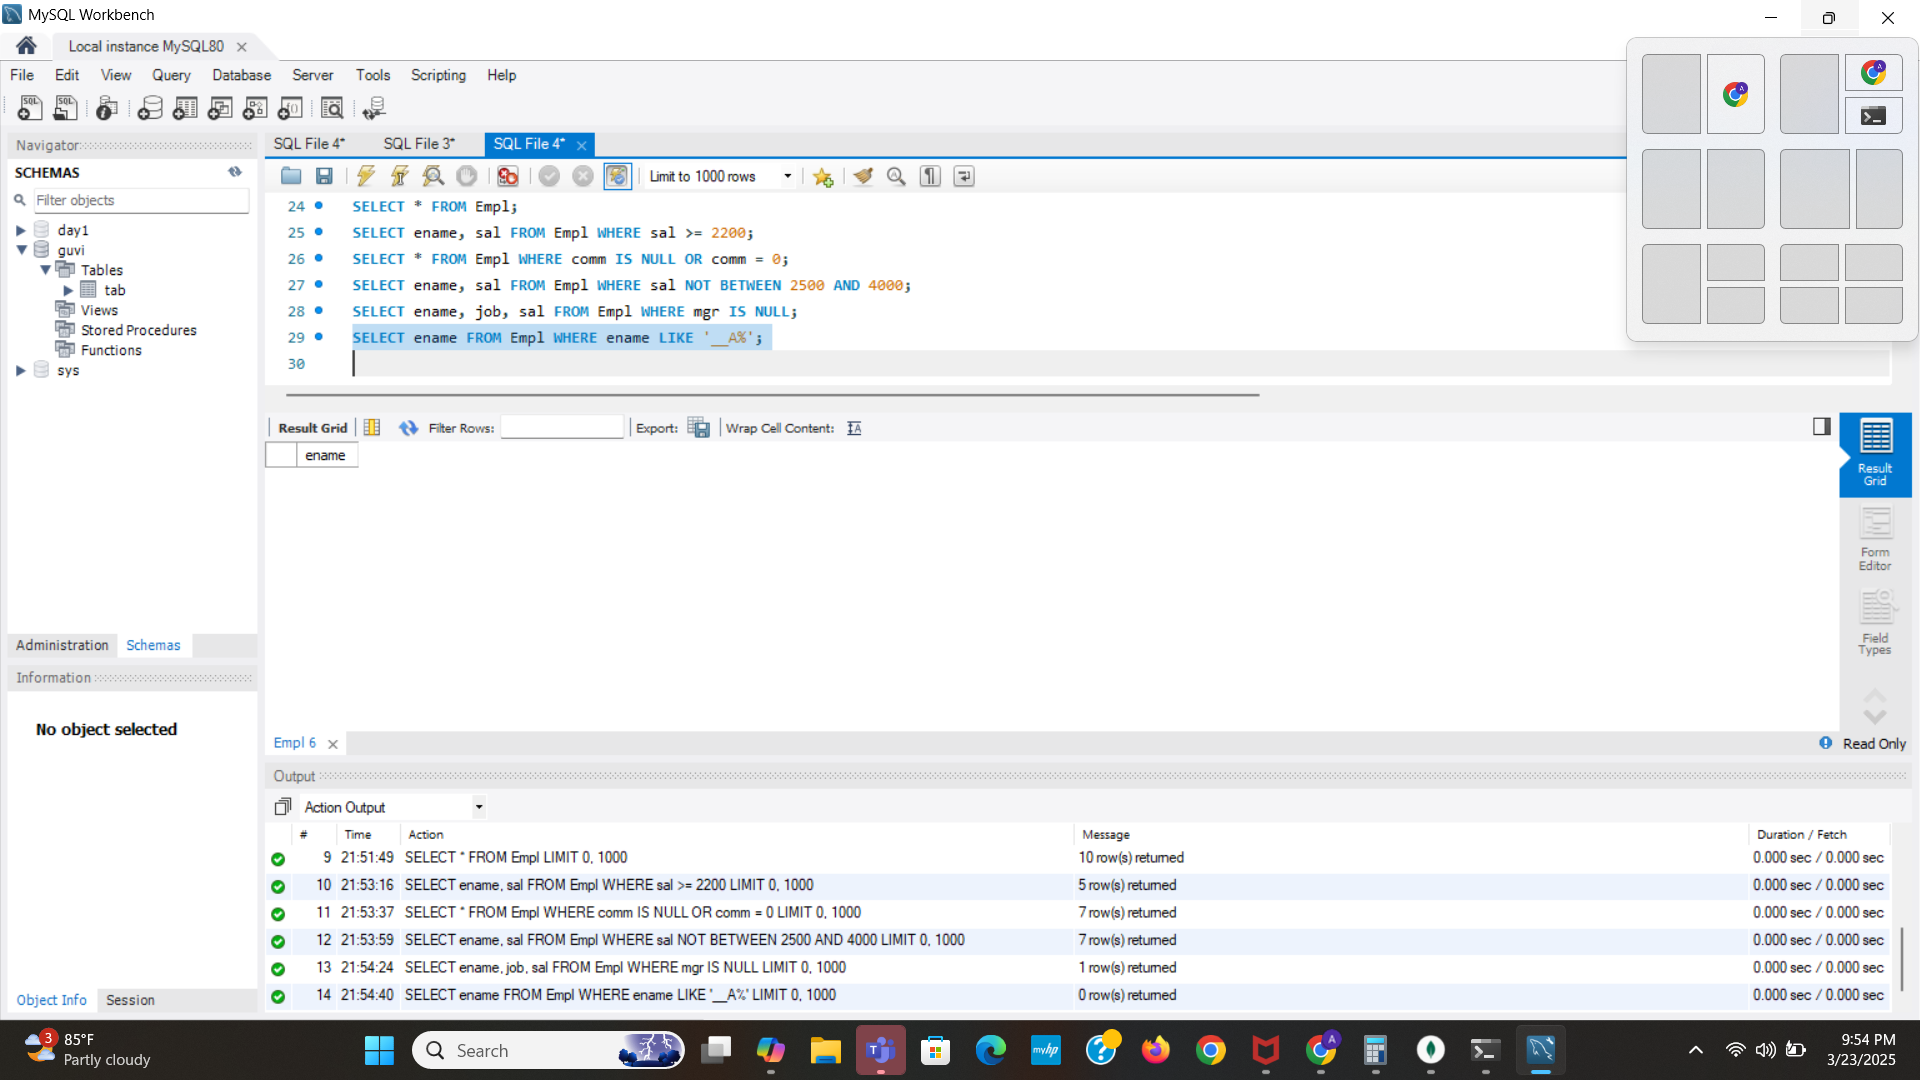 MySQL Workbench
Local instance MySQL80
File Edit View Query Database Server Tools Scripting Help
Navigator
SCHEMAS
Filter objects
day1
guvi
Tables
tab
Views
Stored Procedures
Functions
sys
Administration Schemas
Information
No object selected
Object Info Session
SQL File 4* SQL File 3* SQL File 4*
Limit to 1000 rows
24 SELECT * FROM Empl;
25 SELECT ename, sal FROM Empl WHERE sal >= 2200;
26 SELECT * FROM Empl WHERE comm IS NULL OR comm = 0;
27 SELECT ename, sal FROM Empl WHERE sal NOT BETWEEN 2500 AND 4000;
28 SELECT ename, job, sal FROM Empl WHERE mgr IS NULL;
29 SELECT ename FROM Empl WHERE ename LIKE '__A%';
30
Result Grid Filter Rows: Export: Wrap Cell Content:
ename
Result
Grid
Form
Editor
Field
Types
Empl 6
Read Only
Output
Action Output
# Time Action Message Duration / Fetch
9 21:51:49 SELECT * FROM Empl LIMIT 0, 1000 10 row(s) returned 0.000 sec / 0.000 sec
10 21:53:16 SELECT ename, sal FROM Empl WHERE sal >= 2200 LIMIT 0, 1000 5 row(s) returned 0.000 sec / 0.000 sec
11 21:53:37 SELECT * FROM Empl WHERE comm IS NULL OR comm = 0 LIMIT 0, 1000 7 row(s) returned 0.000 sec / 0.000 sec
12 21:53:59 SELECT ename, sal FROM Empl WHERE sal NOT BETWEEN 2500 AND 4000 LIMIT 0, 1000 7 row(s) returned 0.000 sec / 0.000 sec
13 21:54:24 SELECT ename, job, sal FROM Empl WHERE mgr IS NULL LIMIT 0, 1000 1 row(s) returned 0.000 sec / 0.000 sec
14 21:54:40 SELECT ename FROM Empl WHERE ename LIKE '__A%' LIMIT 0, 1000 0 row(s) returned 0.000 sec / 0.000 sec
3
85°F
Partly cloudy
Search
myhp
A
9:54 PM
3/23/2025